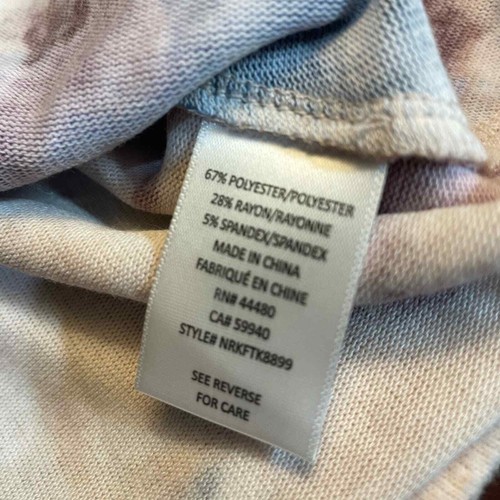 67% POLYESTER/POLYESTER
28% RAYON/RAYONNE
5% SPANDEX/SPANDEX
MADE IN CHINA
FABRIQUÉ EN CHINE
RN# 44480
CA# 59940
STYLE# NRKFTK8899
SEE REVERSE
FOR CARE